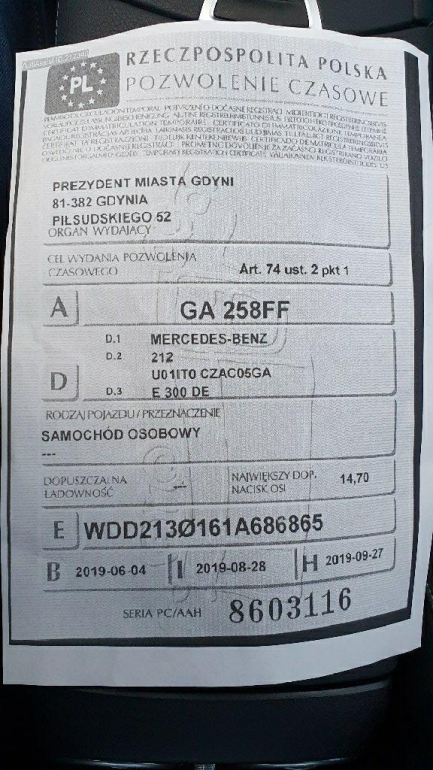 PL
RZECZPOSPOLITA POLSKA
POZWOLENIE CZASOWE
PREZYDENT MIASTA GDYNI
81-382 GDYNIA
PIŁSUDSKIEGO 52
ORGAN WYDAJĄCY
CEL WYDANIA POZWOLENIA
CZASOWEGO
Art. 74 ust. 2 pkt 1
A GA 258FF
D.1 MERCEDES-BENZ
D.2 212
U01IT0 CZAC05GA
D
D.3 E 300 DE
RODZAJ POJAZDU / PRZEZNACZENIE
SAMOCHÓD OSOBOWY
---
DOPUSZCZALNA
ŁADOWNOŚĆ
---
NAJWIĘKSZY DOP.
NACISK OSI
14,70
E WDD213Ø161A686865
B 2019-06-04 I 2019-08-28 H 2019-09-27
SERIA PC/AAH 8603116